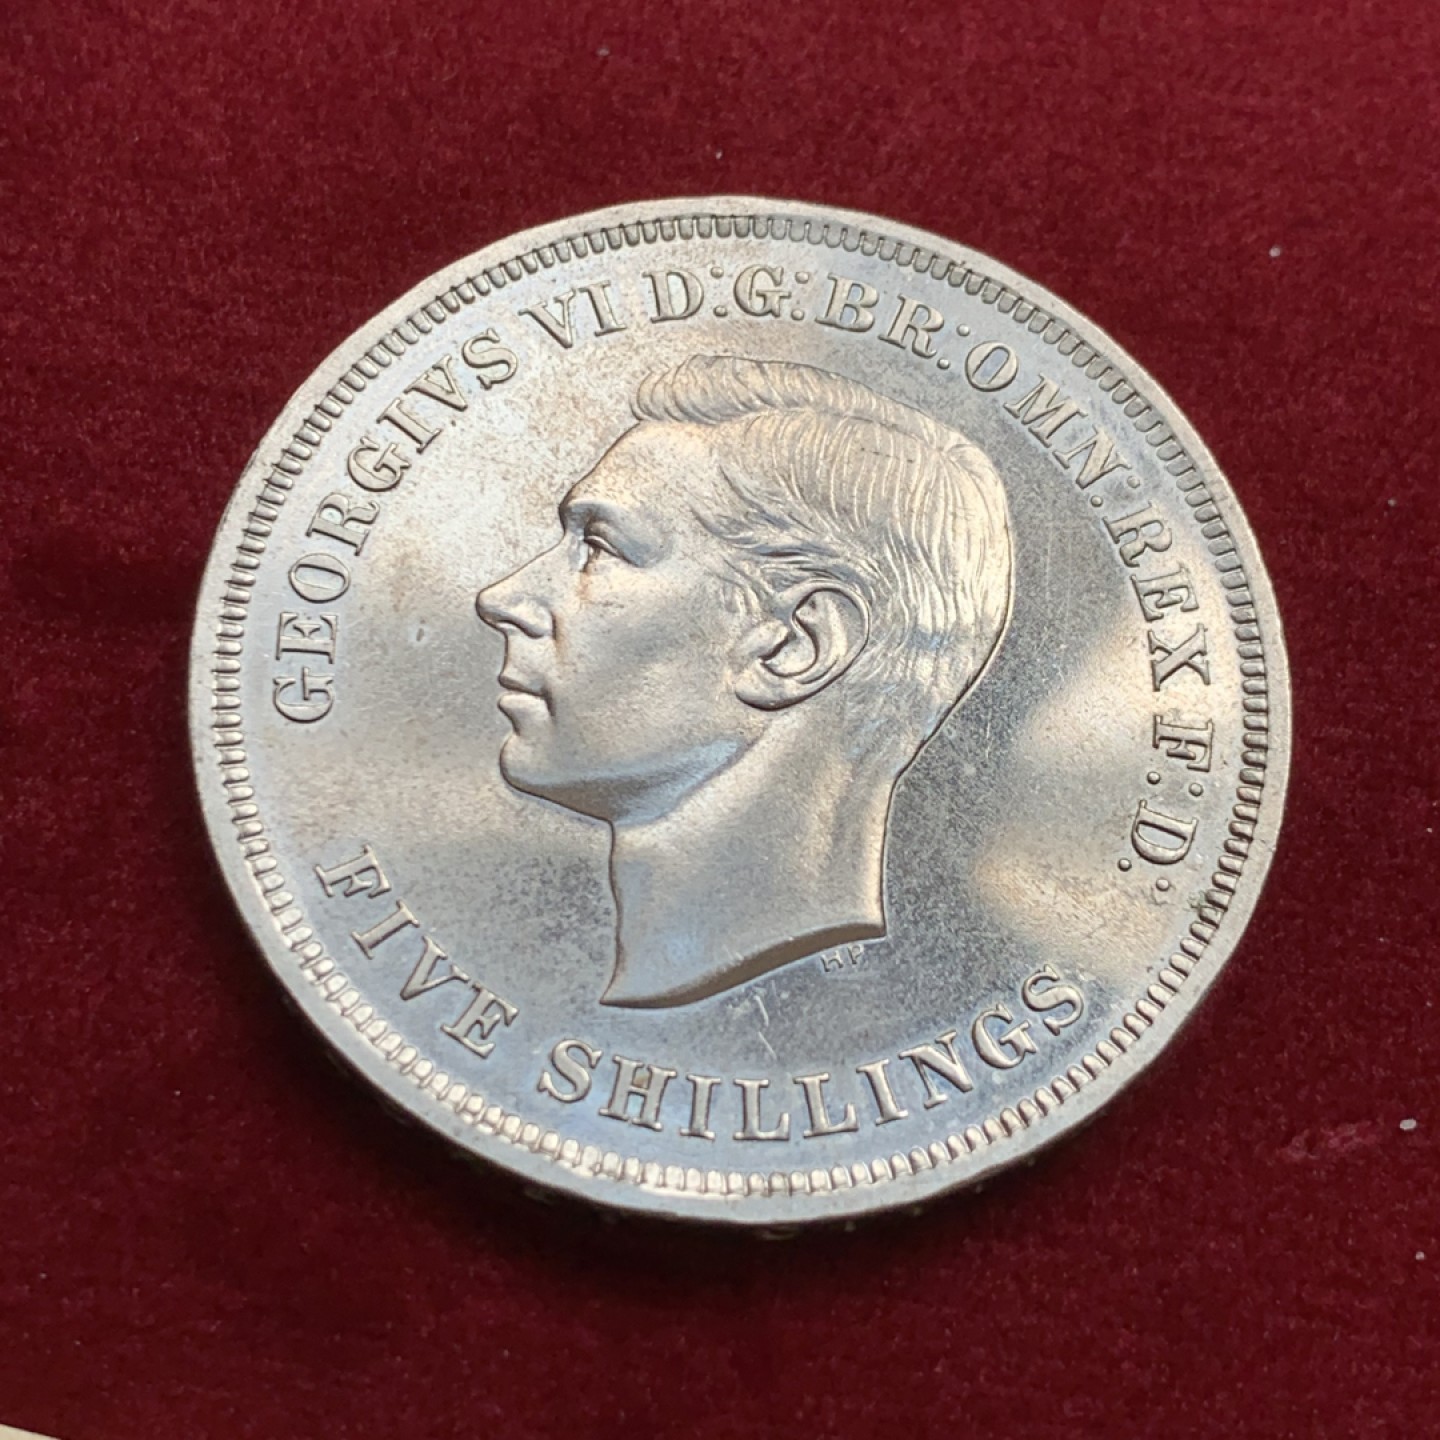 GEORGIVS VI D:G:BR:OMN:REX F.D:.
FIVE SHILLINGS
HP